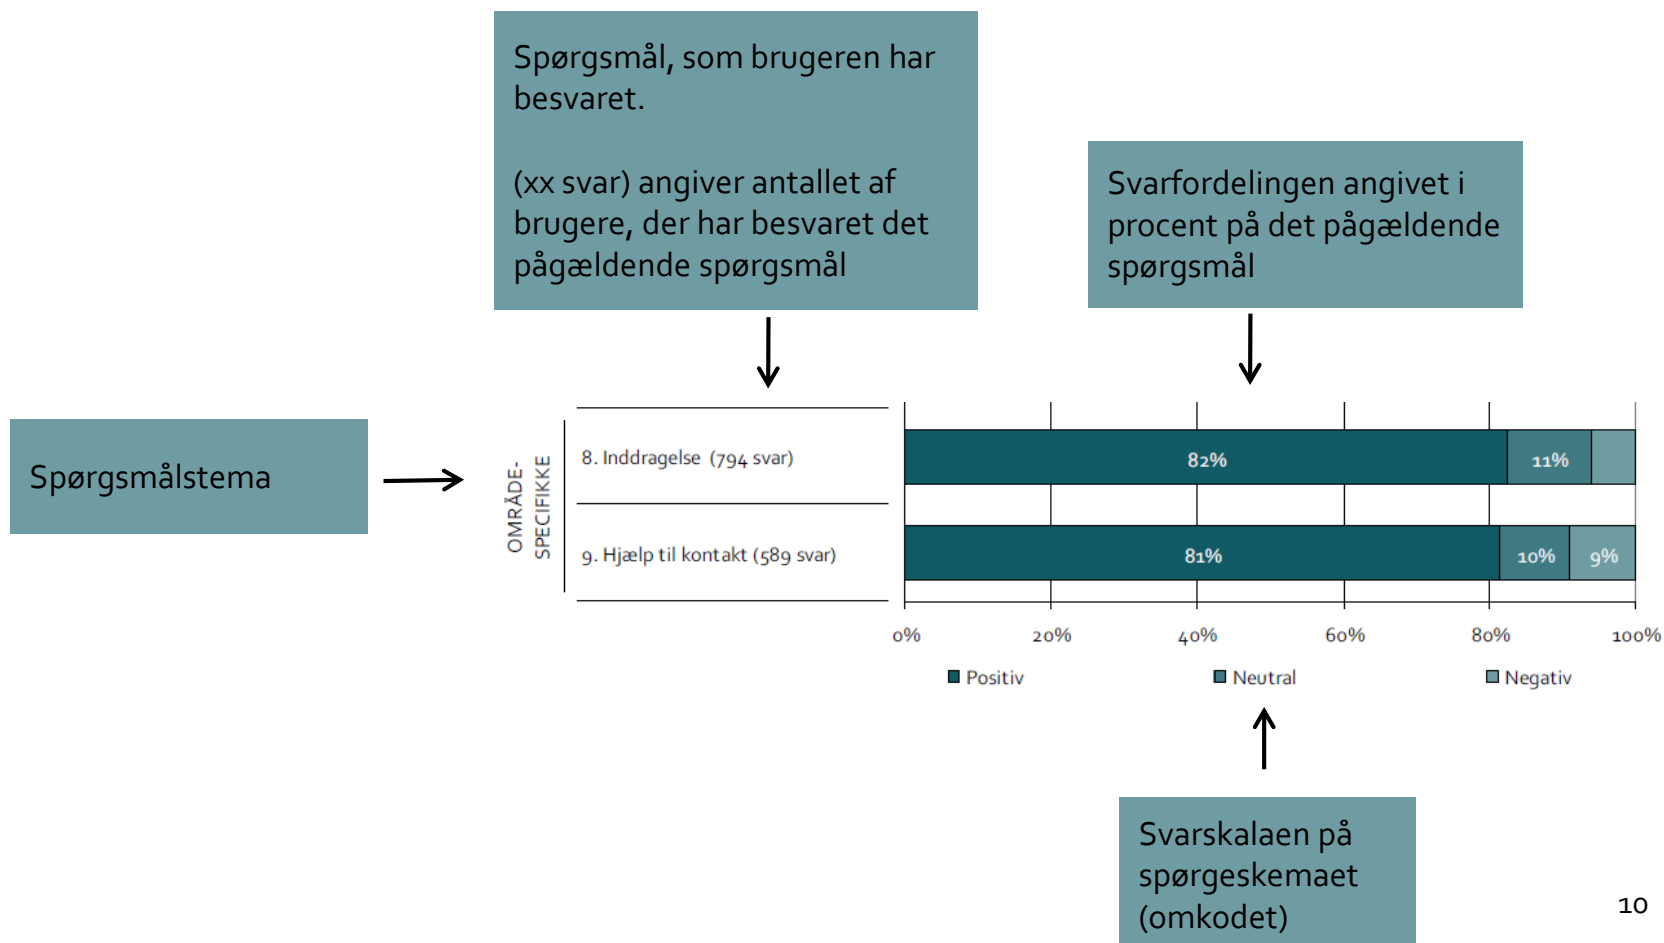 Spørgsmål, som brugeren har
besvaret.
(xx svar) angiver antallet af
brugere, der har besvaret det
pågældende spørgsmål
Svarfordelingen angivet i
procent på det pågældende
spørgsmål
Spørgsmålstema
OMRÅDE-
SPECIFIKKE
8. Inddragelse (794 svar)
82%
11%
9. Hjælp til kontakt (589 svar)
81%
10%
9%
0%
20%
40%
60%
80%
100%
Positiv
Neutral
Negativ
Svarskalaen på
spørgeskemaet
(omkodet)
10